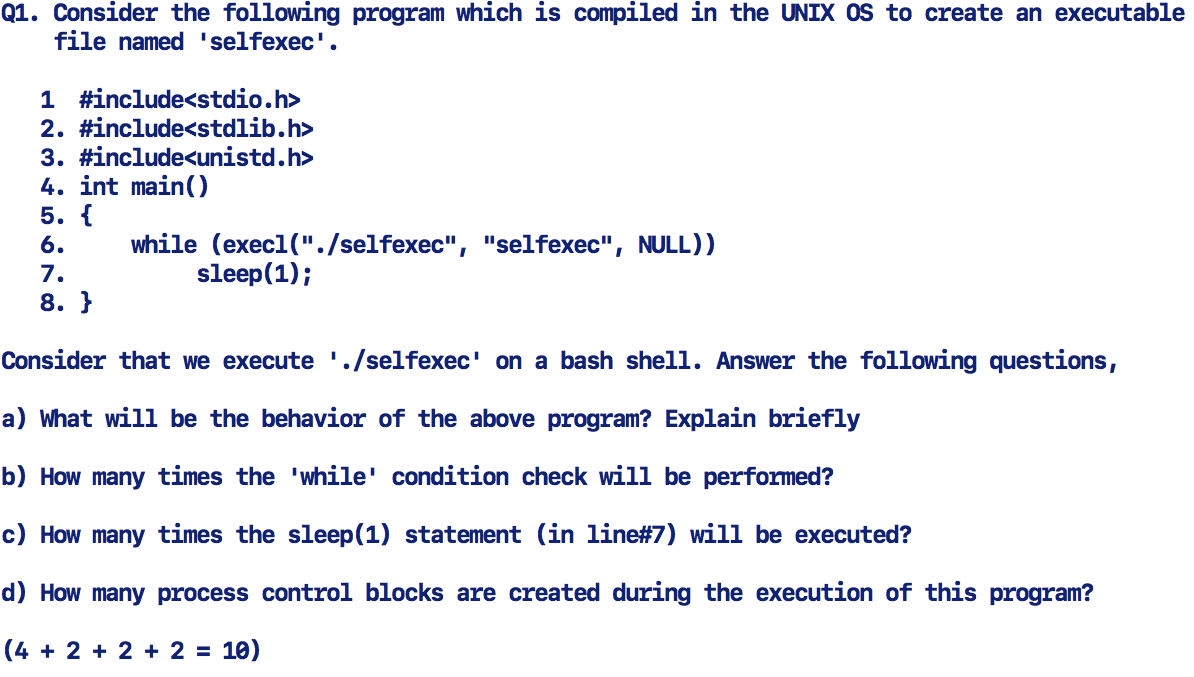 Q1. Consider the following program which is compiled in the UNIX OS to create an executable
file named 'selfexec'.
1 #include<stdio.h>
2. #include<stdlib.h>
3. #include<unistd.h>
4. int main()
5. {
6. while (execl("./selfexec", "selfexec", NULL))
7. sleep(1);
8. }
Consider that we execute './selfexec' on a bash shell. Answer the following questions,
a) What will be the behavior of the above program? Explain briefly
b) How many times the 'while' condition check will be performed?
c) How many times the sleep(1) statement (in line#7) will be executed?
d) How many process control blocks are created during the execution of this program?
(4 + 2 + 2 + 2 = 10)